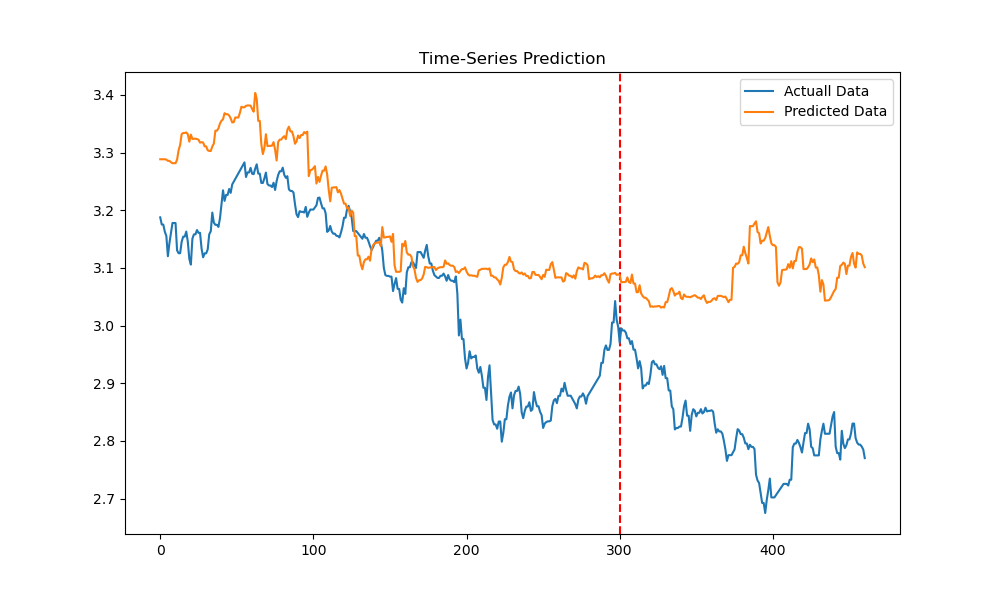 Time-Series Prediction
Actuall Data
Predicted Data
3.4
3.3
3.2
3.1
3.0
2.9
2.8
2.7
0 100 200 300 400